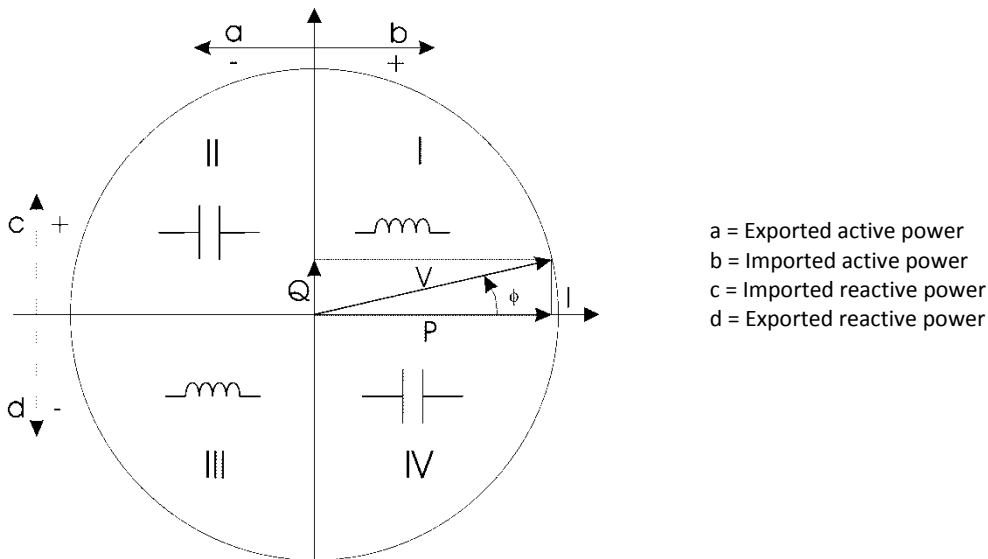 a b
- +
II I
c +
V
Q φ I
P
d -
III IV
a = Exported active power
b = Imported active power
c = Imported reactive power
d = Exported reactive power